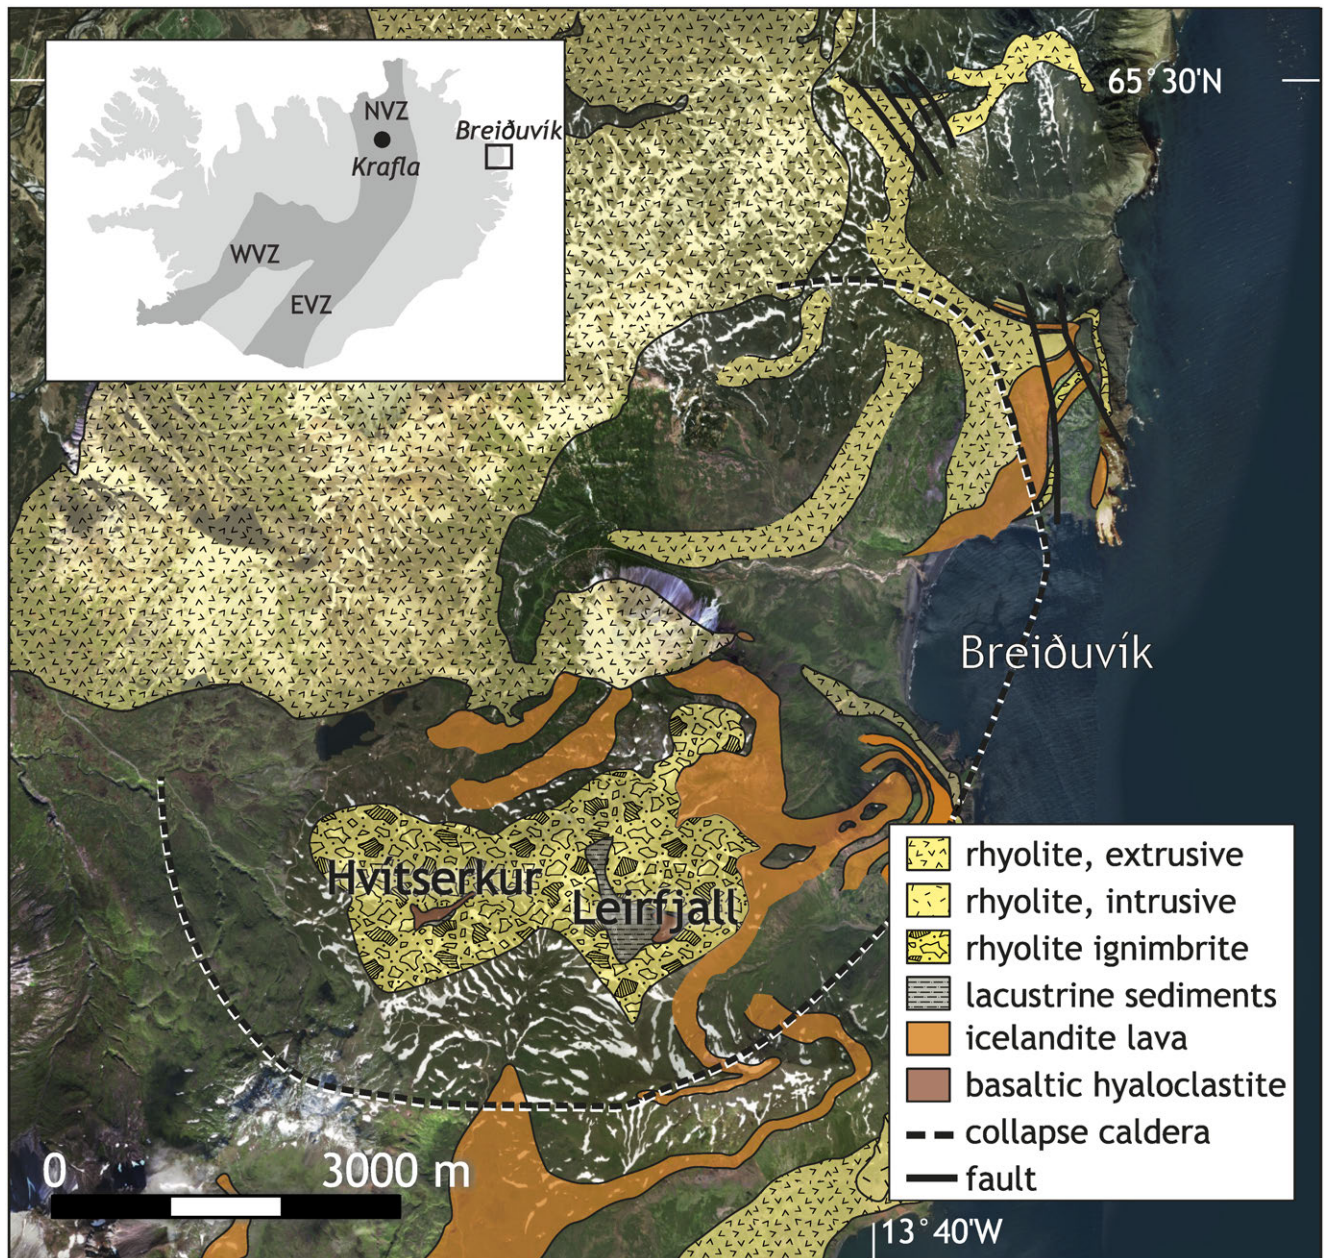 65°30'N
NVZ
Breiðuvík
Krafla
WVZ
EVZ
Breiðuvík
Hvítserkur
Leirfjall
rhyolite, extrusive
rhyolite, intrusive
rhyolite ignimbrite
lacustrine sediments
icelandite lava
basaltic hyaloclastite
collapse caldera
fault
0 3000 m
13°40'W